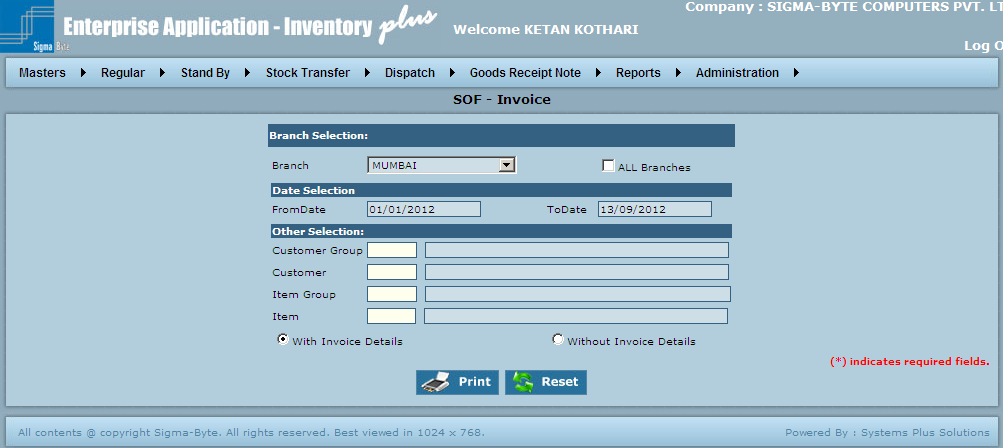 Company : SIGMA-BYTE COMPUTERS PVT.
Sigma Byte
Enterprise Application - Inventory plus
Welcome KETAN KOTHARI
Log
Masters Regular Stand By Stock Transfer Dispatch Goods Receipt Note Reports Administration
SOF - Invoice
Branch Selection:
Branch MUMBAI ALL Branches
Date Selection
FromDate 01/01/2012 ToDate 13/09/2012
Other Selection:
Customer Group
Customer
Item Group
Item
With Invoice Details Without Invoice Details
(*) indicates required fields.
Print Reset
All contents @ copyright Sigma-Byte. All rights reserved. Best viewed in 1024 x 768. Powered By : Systems Plus Solutions